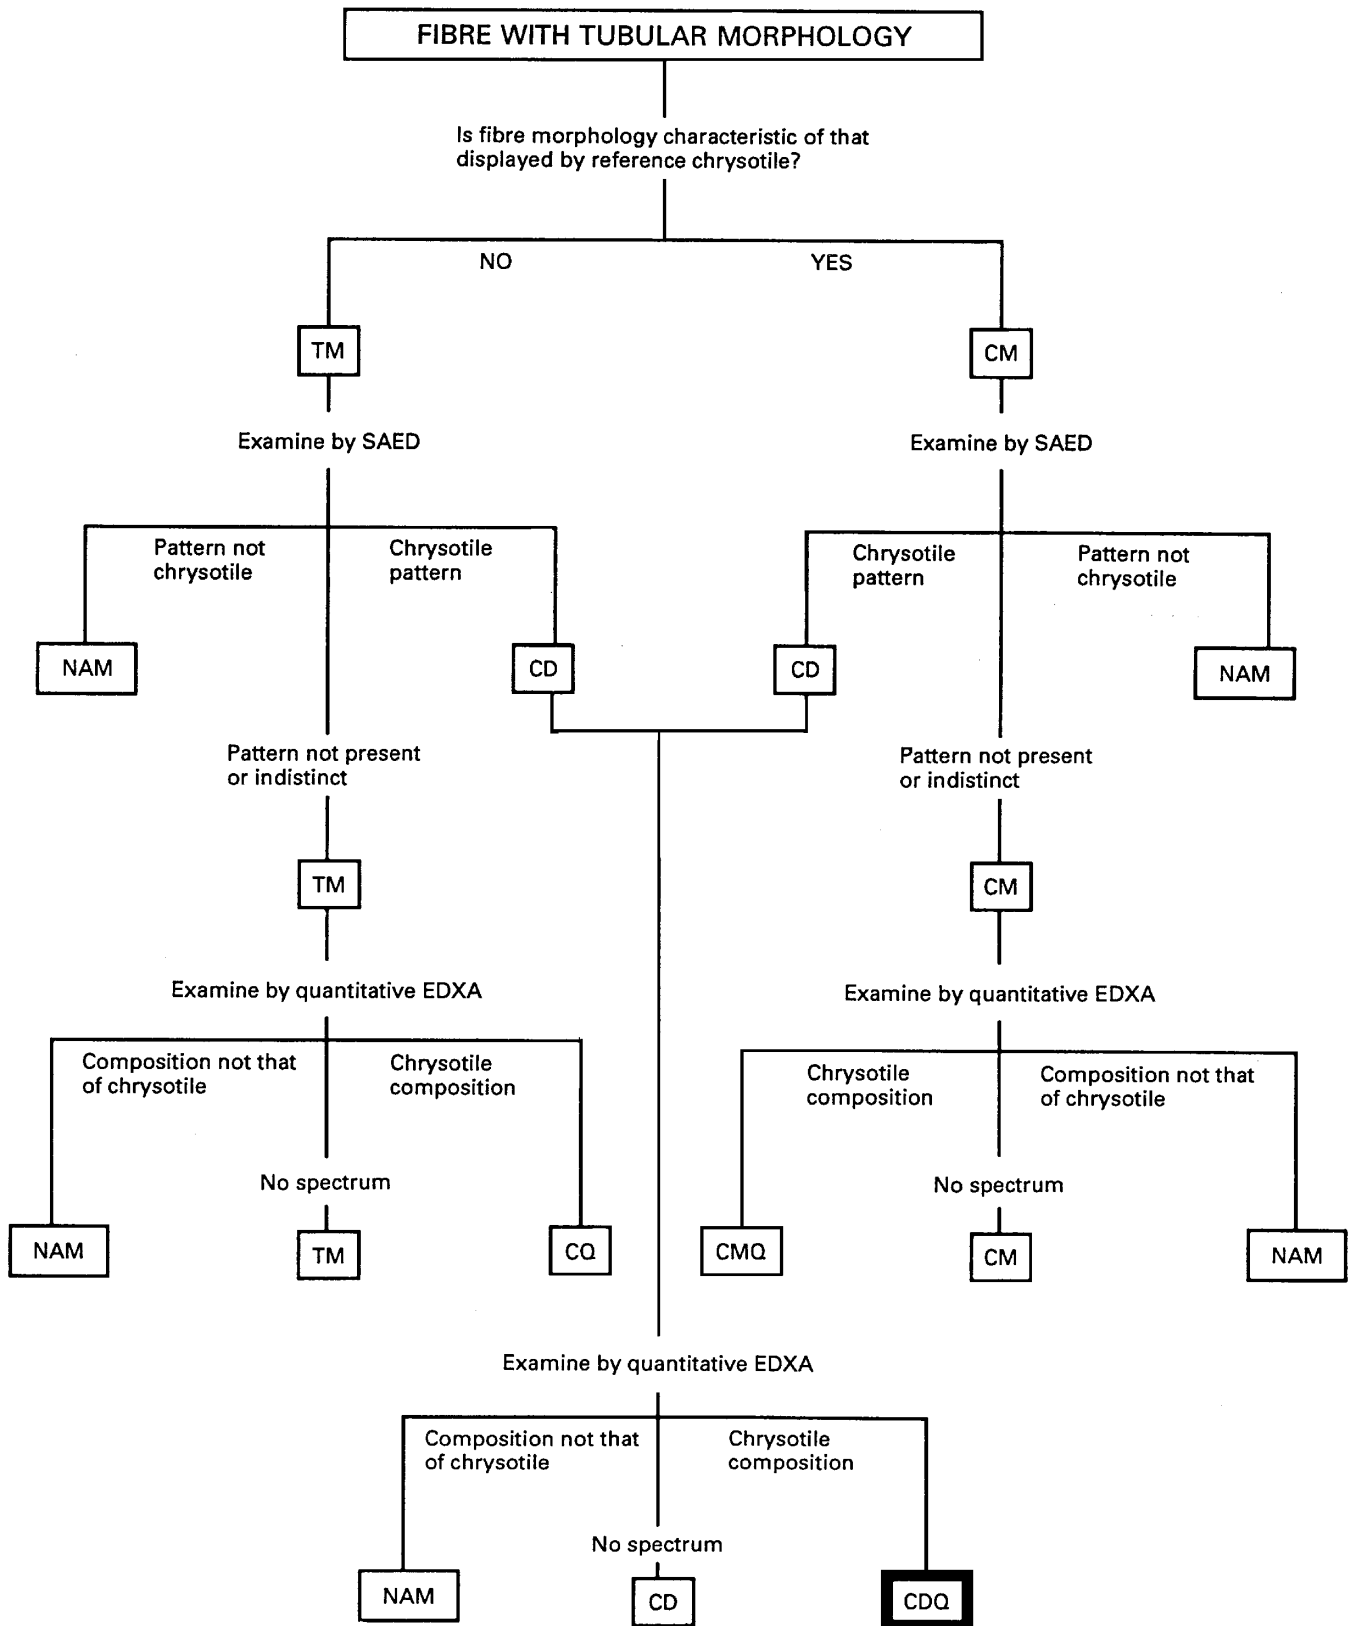 FIBRE WITH TUBULAR MORPHOLOGY
Is fibre morphology characteristic of that
displayed by reference chrysotile?
NO
YES
TM
CM
Examine by SAED
Examine by SAED
Pattern not
chrysotile
Chrysotile
pattern
Chrysotile
pattern
Pattern not
chrysotile
NAM
CD
CD
NAM
Pattern not present
or indistinct
Pattern not present
or indistinct
TM
CM
Examine by quantitative EDXA
Examine by quantitative EDXA
Composition not that
of chrysotile
Chrysotile
composition
Chrysotile
composition
Composition not that
of chrysotile
No spectrum
No spectrum
NAM
TM
CQ
CMQ
CM
NAM
Examine by quantitative EDXA
Composition not that
of chrysotile
Chrysotile
composition
No spectrum
NAM
CD
CDQ